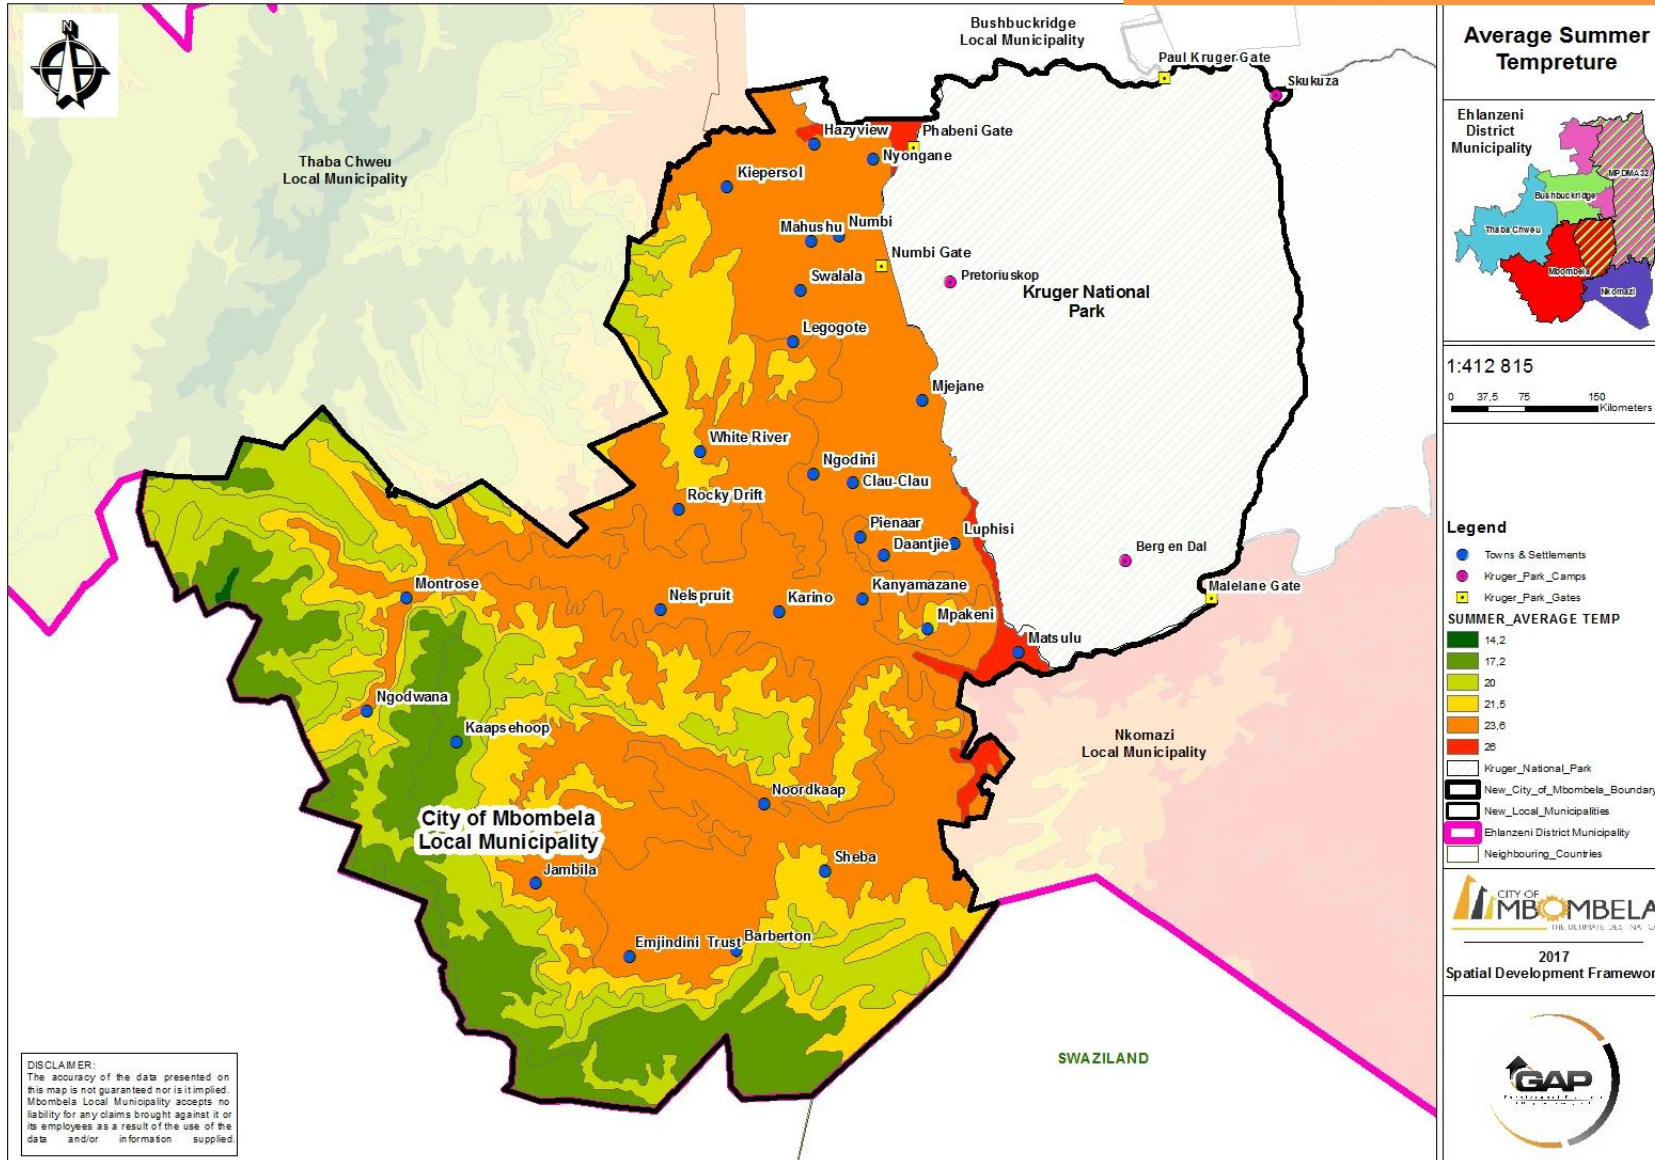 N
Bushbuckridge
Local Municipality
Paul Kruger Gate
Skukuza
Thaba Chweu
Local Municipality
Hazyview
Phabeni Gate
Nyongane
Kiepersol
Mahushu
Numbi
Numbi Gate
Swalala
Pretoriuskop
Kruger National
Park
Legogote
Mjejane
White River
Ngodini
Clau-Clau
Rocky Drift
Pienaar
Luphisi
Daantjie
Berg en Dal
Montrose
Nelspruit
Karino
Kanyamazane
Malelane Gate
Mpakeni
Matsulu
Ngodwana
Kaapsehoop
Nkomazi
Local Municipality
Noordkaap
City of Mbombela
Local Municipality
Sheba
Jambila
Emjindini Trust
Barberton
SWAZILAND
DISCLAIMER:
The accuracy of the data presented on
this map is not guaranteed nor is it implied.
Mbombela Local Municipality accepts no
liability for any claims brought against it or
its employees as a result of the use of the
data and/or information supplied.
Average Summer
Tempreture
Ehlanzeni
District
Municipality
MPDMA32
Bushbuckridge
Thaba Chweu
Mbombela
Nkomazi
1:412 815
0 37,5 75 150
Kilometers
Legend
Towns & Settlements
Kruger_Park_Camps
Kruger_Park_Gates
SUMMER_AVERAGE TEMP
14,2
17,2
20
21,5
23,6
26
Kruger_National_Park
New_City_of_Mbombela_Boundary
New_Local_Municipalities
Ehlanzeni District Municipality
Neighbouring_Countries
CITY OF
MBOMBELA
2017
Spatial Development Framewor
GAP